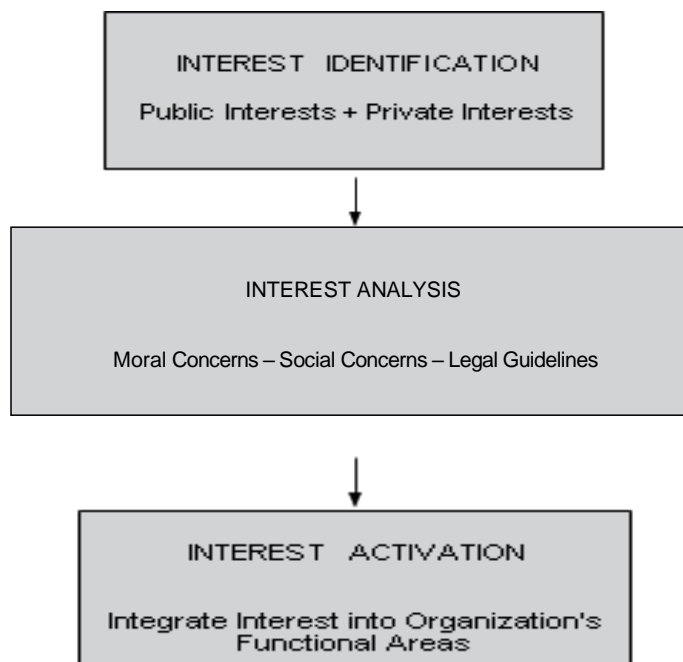 INTEREST IDENTIFICATION
Public Interests + Private Interests
INTEREST ANALYSIS
Moral Concerns – Social Concerns – Legal Guidelines
INTEREST ACTIVATION
Integrate Interest into Organization's
Functional Areas